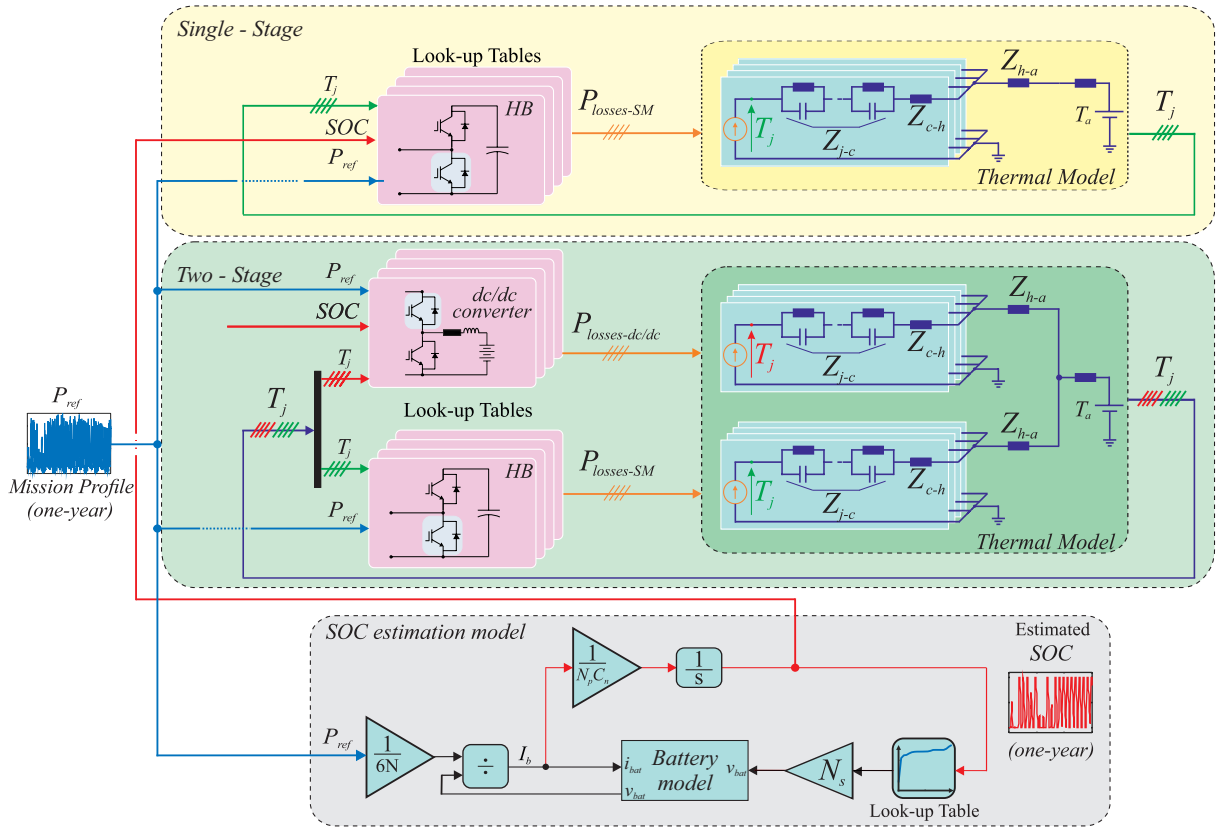 Single - Stage
Look-up Tables
T_j
SOC
P_ref
HB
P_losses-SM
T_j
Z_j-c
Z_c-h
Z_h-a
T_a
Thermal Model
T_j
Two - Stage
P_ref
SOC
T_j
dc/dc
converter
P_losses-dc/dc
T_j
Z_j-c
Z_c-h
Z_h-a
T_a
T_j
T_j
Look-up Tables
T_j
P_ref
HB
P_losses-SM
T_j
Z_j-c
Z_c-h
Z_h-a
Thermal Model
P_ref
Mission Profile
(one-year)
SOC estimation model
1
N_pC_n
1
s
Estimated
SOC
(one-year)
P_ref
1
6N
÷
I_b
i_bat
v_bat
Battery
model
v_bat
N_s
Look-up Table